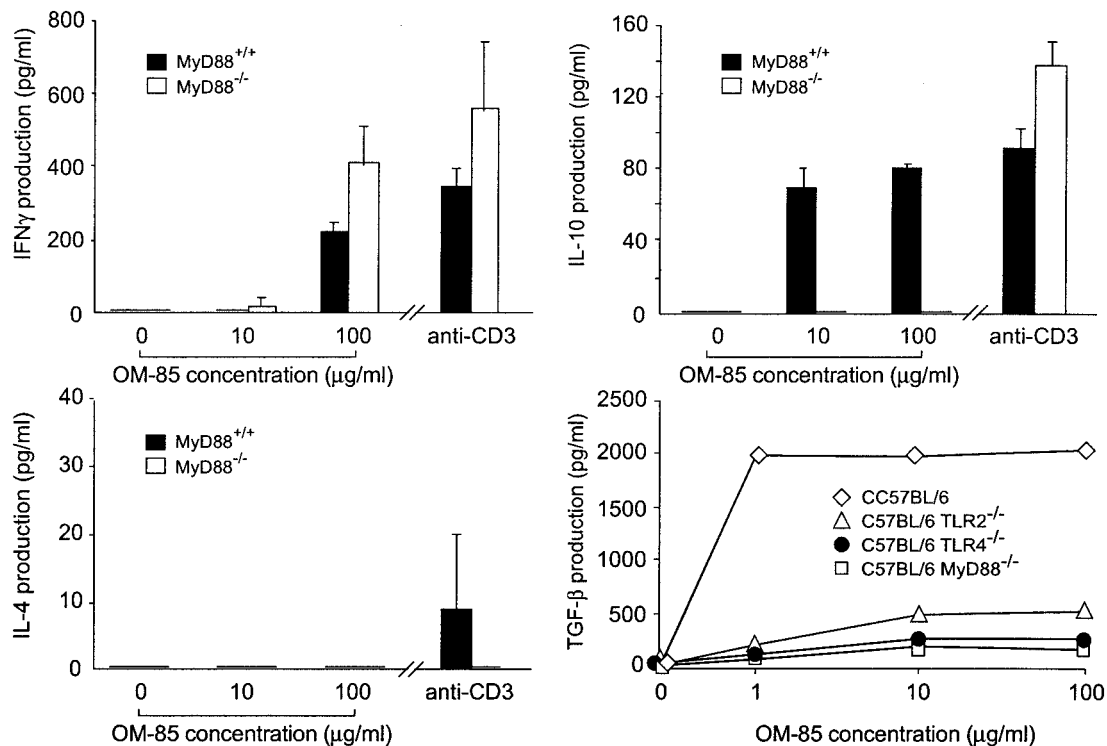 IFNγ production (pg/ml)
800
600
400
200
0
MyD88+/+
MyD88-/-
0
10
100
anti-CD3
OM-85 concentration (μg/ml)
IL-10 production (pg/ml)
160
120
80
40
0
MyD88+/+
MyD88-/-
0
10
100
anti-CD3
OM-85 concentration (μg/ml)
IL-4 production (pg/ml)
40
30
20
10
0
MyD88+/+
MyD88-/-
0
10
100
anti-CD3
OM-85 concentration (μg/ml)
TGF-β production (pg/ml)
2500
2000
1500
1000
500
0
CC57BL/6
C57BL/6 TLR2-/-
C57BL/6 TLR4-/-
C57BL/6 MyD88-/-
0
1
10
100
OM-85 concentration (μg/ml)